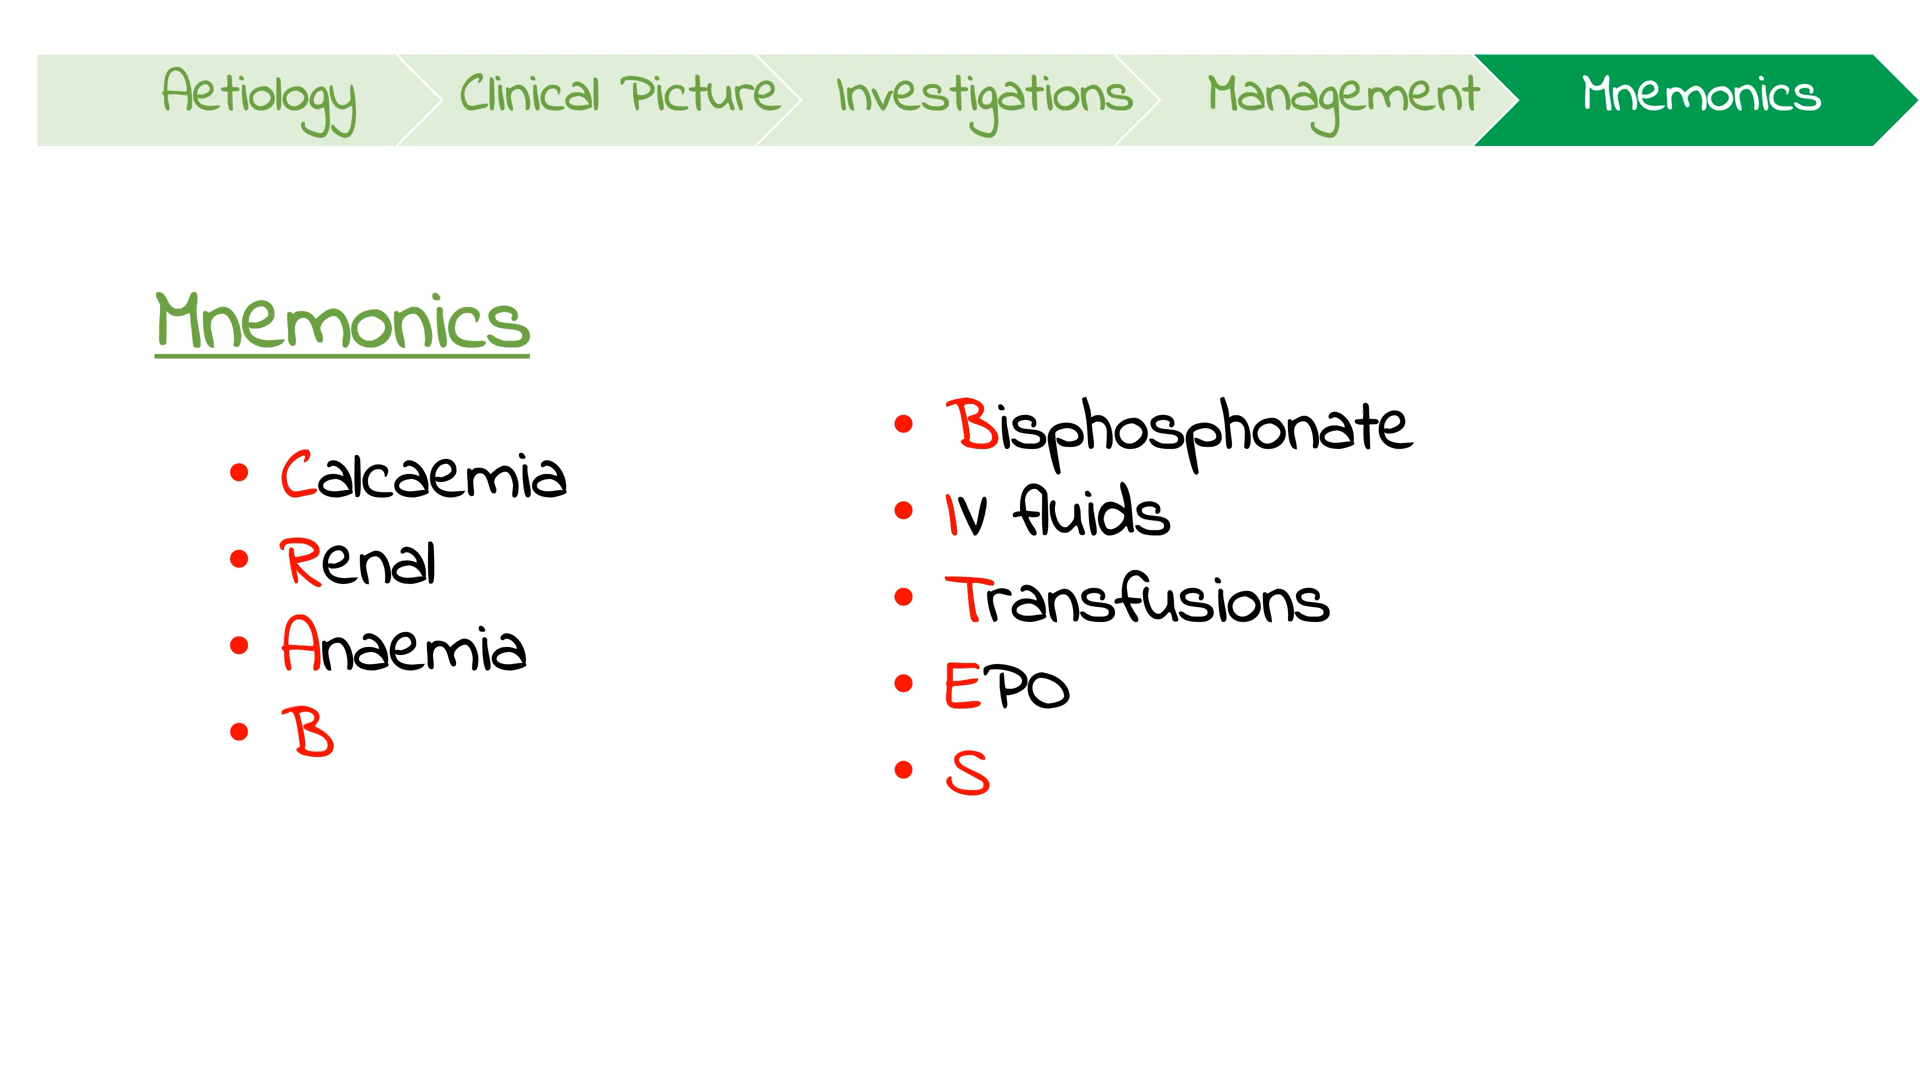 Aetiology
Clinical Picture
Investigations
Management
Mnemonics
Mnemonics
• Calcaemia
• Renal
• Anaemia
• B
• Bisphosphonate
• IV fluids
• Transfusions
• EPO
• S